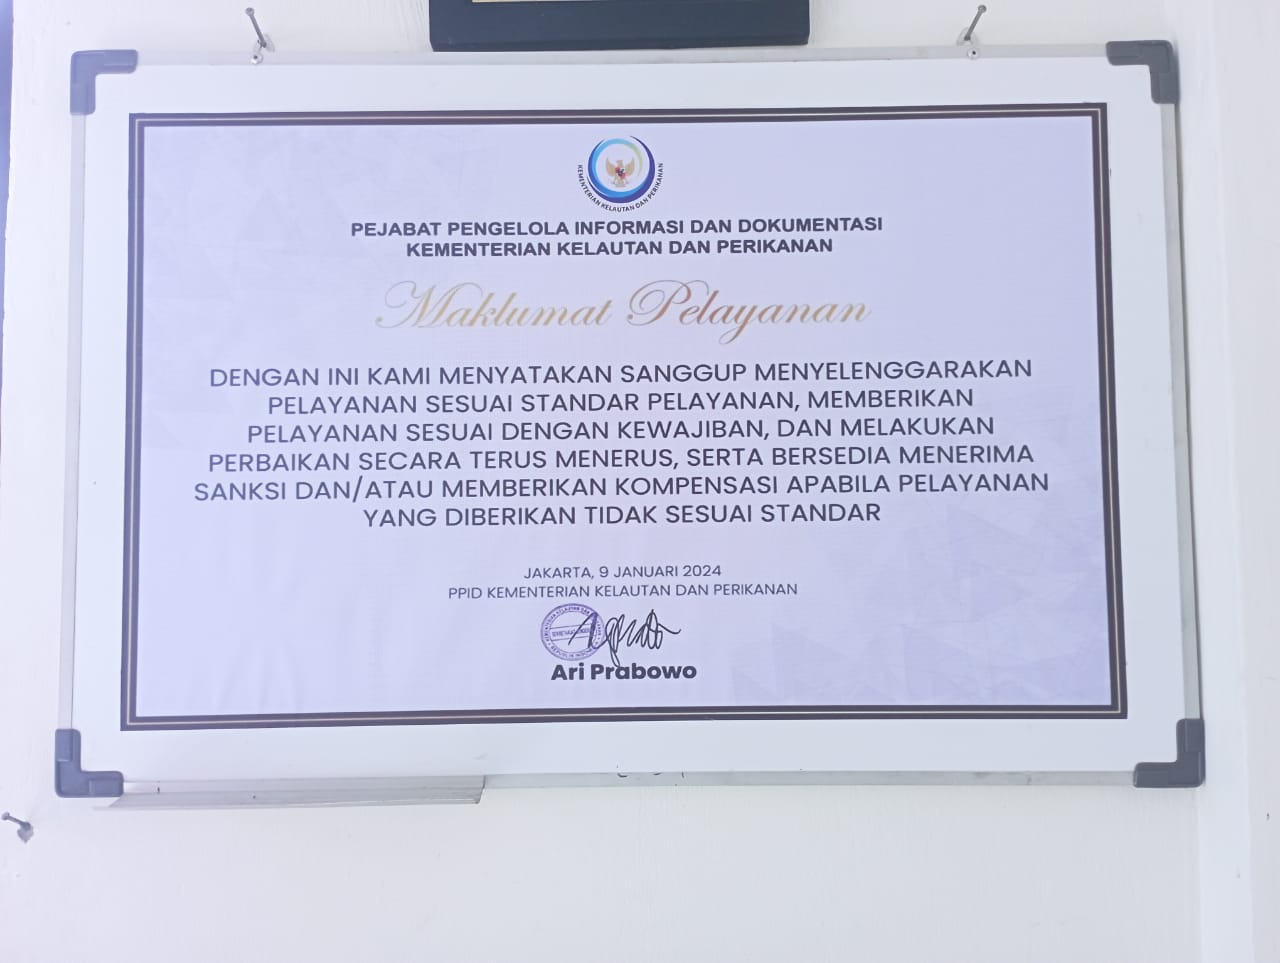 KEMENTERIAN KELAUTAN DAN PERIKANAN
PEJABAT PENGELOLA INFORMASI DAN DOKUMENTASI
KEMENTERIAN KELAUTAN DAN PERIKANAN
Maklumat Pelayanan
DENGAN INI KAMI MENYATAKAN SANGGUP MENYELENGGARAKAN
PELAYANAN SESUAI STANDAR PELAYANAN, MEMBERIKAN
PELAYANAN SESUAI DENGAN KEWAJIBAN, DAN MELAKUKAN
PERBAIKAN SECARA TERUS MENERUS, SERTA BERSEDIA MENERIMA
SANKSI DAN/ATAU MEMBERIKAN KOMPENSASI APABILA PELAYANAN
YANG DIBERIKAN TIDAK SESUAI STANDAR
JAKARTA, 9 JANUARI 2024
PPID KEMENTERIAN KELAUTAN DAN PERIKANAN
Ari Prabowo